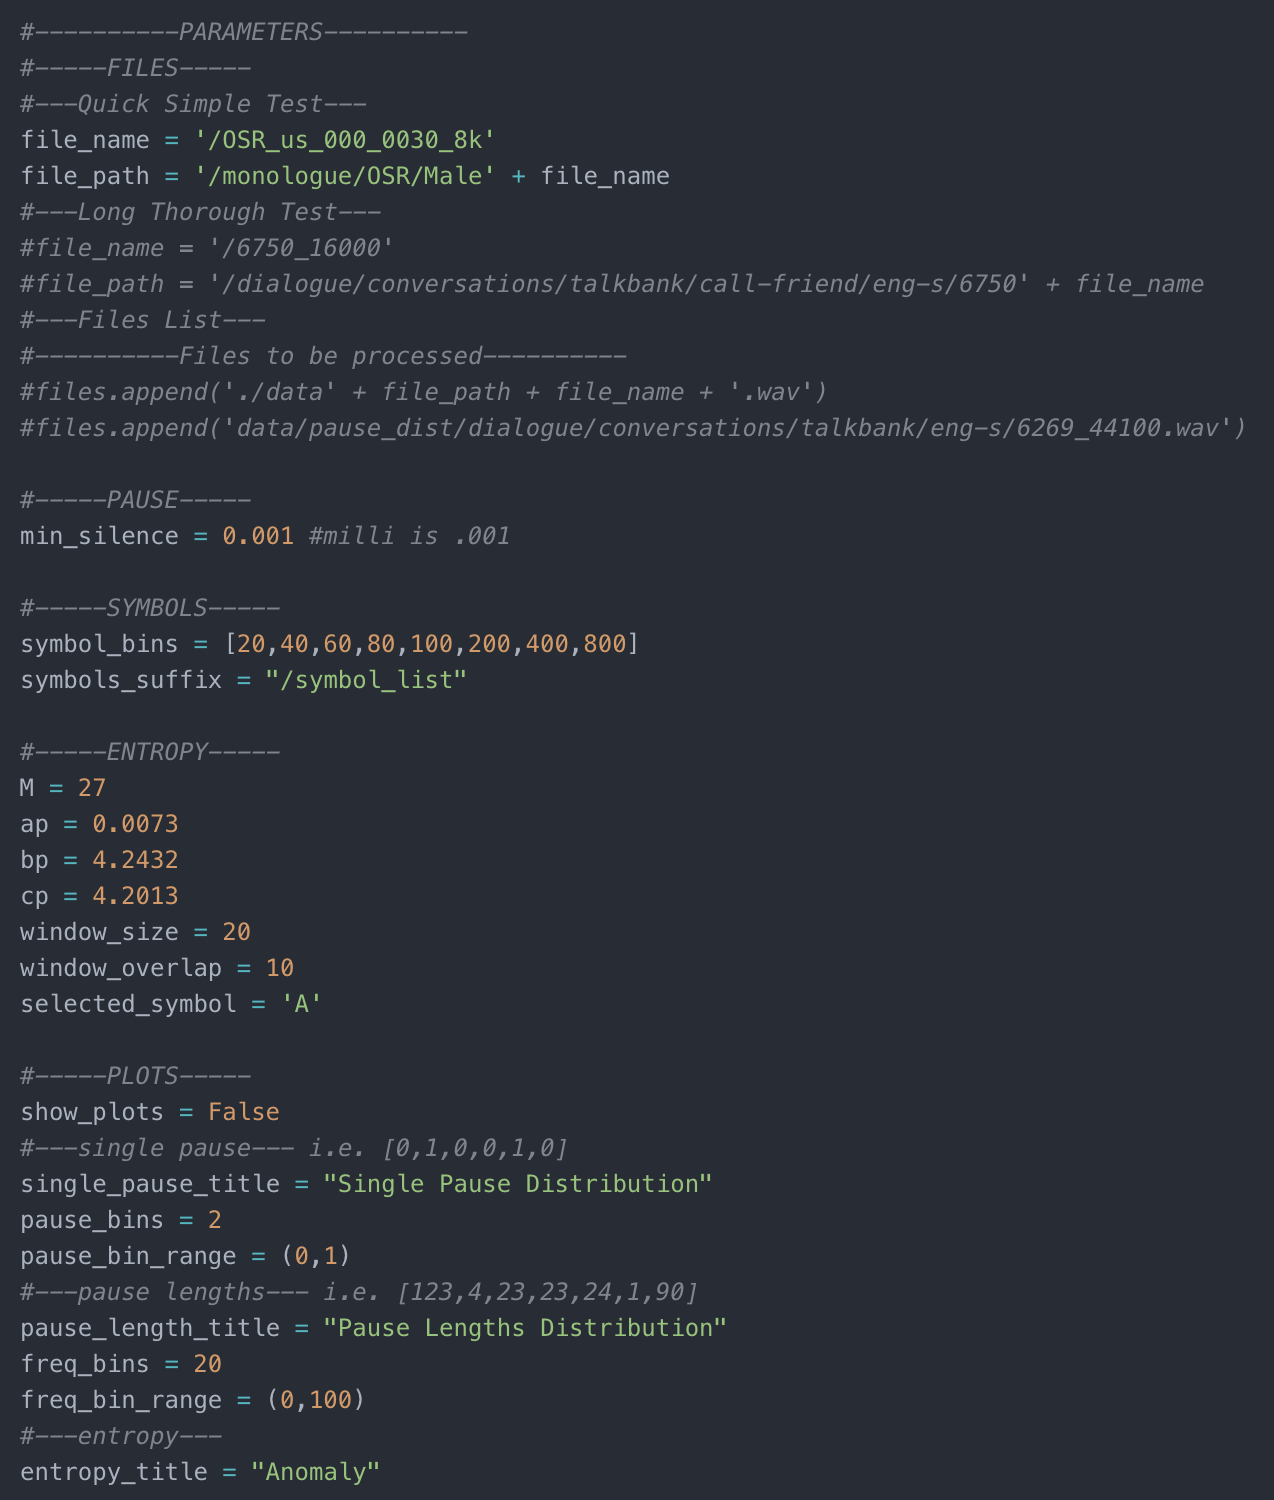 #----------PARAMETERS----------
#-----FILES-----
#---Quick Simple Test---
file_name = '/OSR_us_000_0030_8k'
file_path = '/monologue/OSR/Male' + file_name
#---Long Thorough Test---
#file_name = '/6750_16000'
#file_path = '/dialogue/conversations/talkbank/call-friend/eng-s/6750' + file_name
#---Files List---
#----------Files to be processed----------
#files.append('./data' + file_path + file_name + '.wav')
#files.append('data/pause_dist/dialogue/conversations/talkbank/eng-s/6269_44100.wav')

#-----PAUSE-----
min_silence = 0.001 #milli is .001

#-----SYMBOLS-----
symbol_bins = [20,40,60,80,100,200,400,800]
symbols_suffix = "/symbol_list"

#-----ENTROPY-----
M = 27
ap = 0.0073
bp = 4.2432
cp = 4.2013
window_size = 20
window_overlap = 10
selected_symbol = 'A'

#-----PLOTS-----
show_plots = False
#---single pause--- i.e. [0,1,0,0,1,0]
single_pause_title = "Single Pause Distribution"
pause_bins = 2
pause_bin_range = (0,1)
#---pause lengths--- i.e. [123,4,23,23,24,1,90]
pause_length_title = "Pause Lengths Distribution"
freq_bins = 20
freq_bin_range = (0,100)
#---entropy---
entropy_title = "Anomaly"